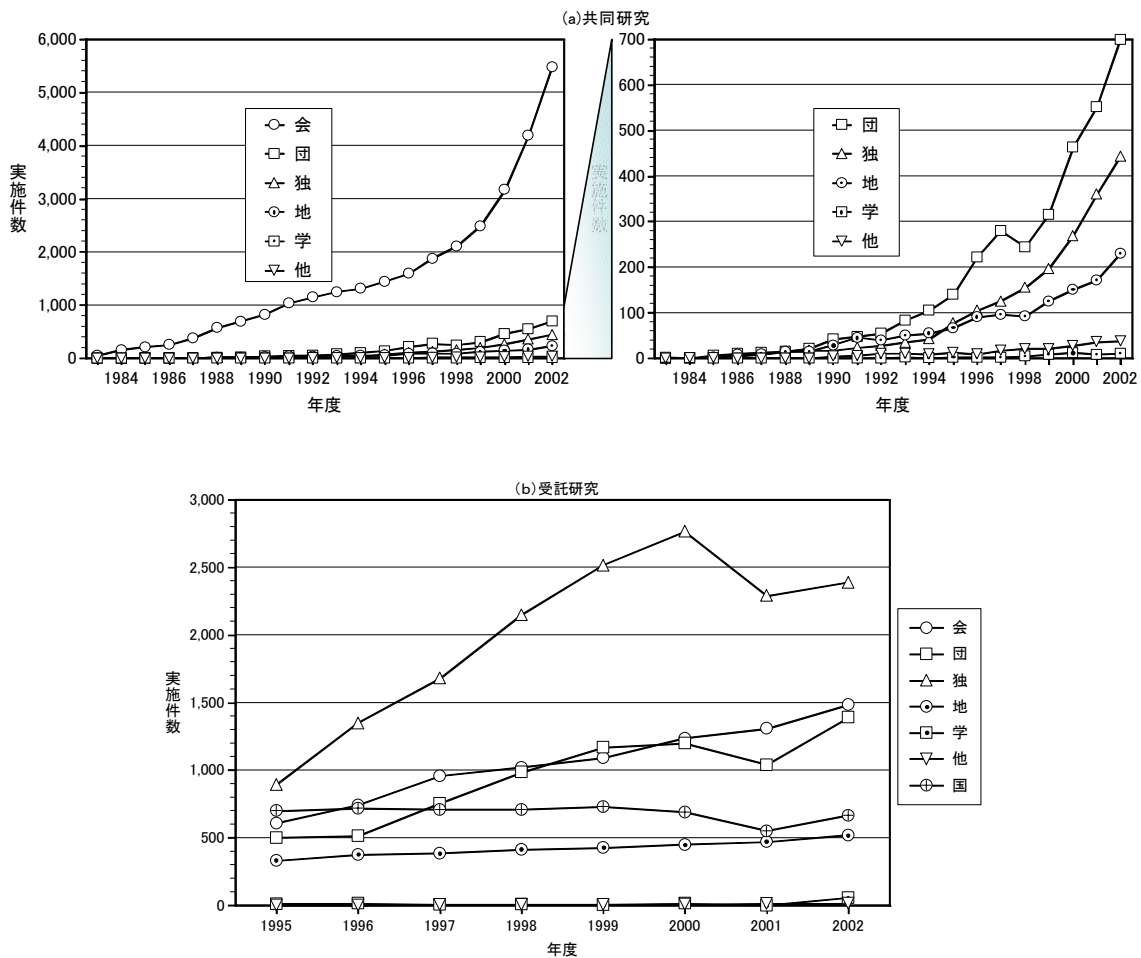 (a)共同研究
6,000
5,000
4,000
3,000
2,000
1,000
0
会
団
独
地
学
他
実施件数
1984 1986 1988 1990 1992 1994 1996 1998 2000 2002
年度
実施件数
700
600
500
400
300
200
100
0
団
独
地
学
他
1984 1986 1988 1990 1992 1994 1996 1998 2000 2002
年度
(b)受託研究
3,000
2,500
2,000
1,500
1,000
500
0
実施件数
1995 1996 1997 1998 1999 2000 2001 2002
年度
会
団
独
地
学
他
国